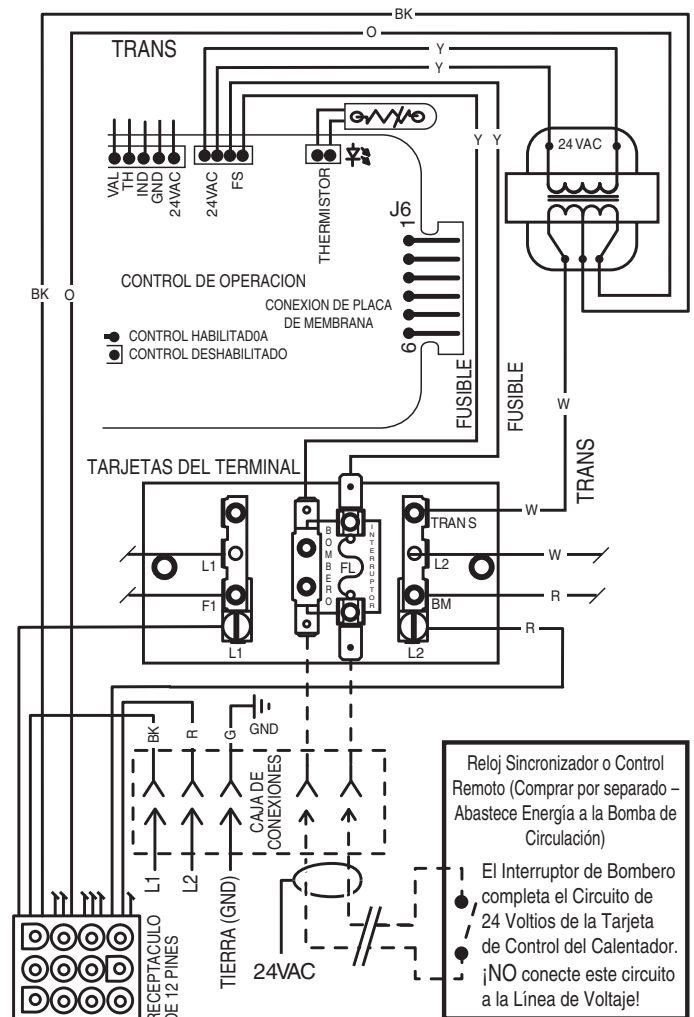 BK
O
TRANS
Y
Y
24VAC
Y
Y
VAL
TH
IND
GND
24VAC
24VAC
FS
THERMISTOR
J6
1
6
CONTROL DE OPERACION
CONEXION DE PLACA
DE MEMBRANA
BK
O
CONTROL HABILITAD0A
CONTROL DESHABILITADO
FUSIBLE
FUSIBLE
W
TRANS
TARJETAS DEL TERMINAL
L1
F1
L1
BOMBERO
FL
INTERRUPTOR
TRANS
L2
BM
L2
W
W
R
R
BK
R
G
GND
CAJA DE
CONEXIONES
L1
L2
TIERRA (GND)
24VAC
RECEPTACULO
DE 12 PINES
Reloj Sincronizador o Control
Remoto (Comprar por separado –
Abastece Energía a la Bomba de
Circulación)
El Interruptor de Bombero
completa el Circuito de
24 Voltios de la Tarjeta
de Control del Calentador.
¡NO conecte este circuito
a la Línea de Voltaje!